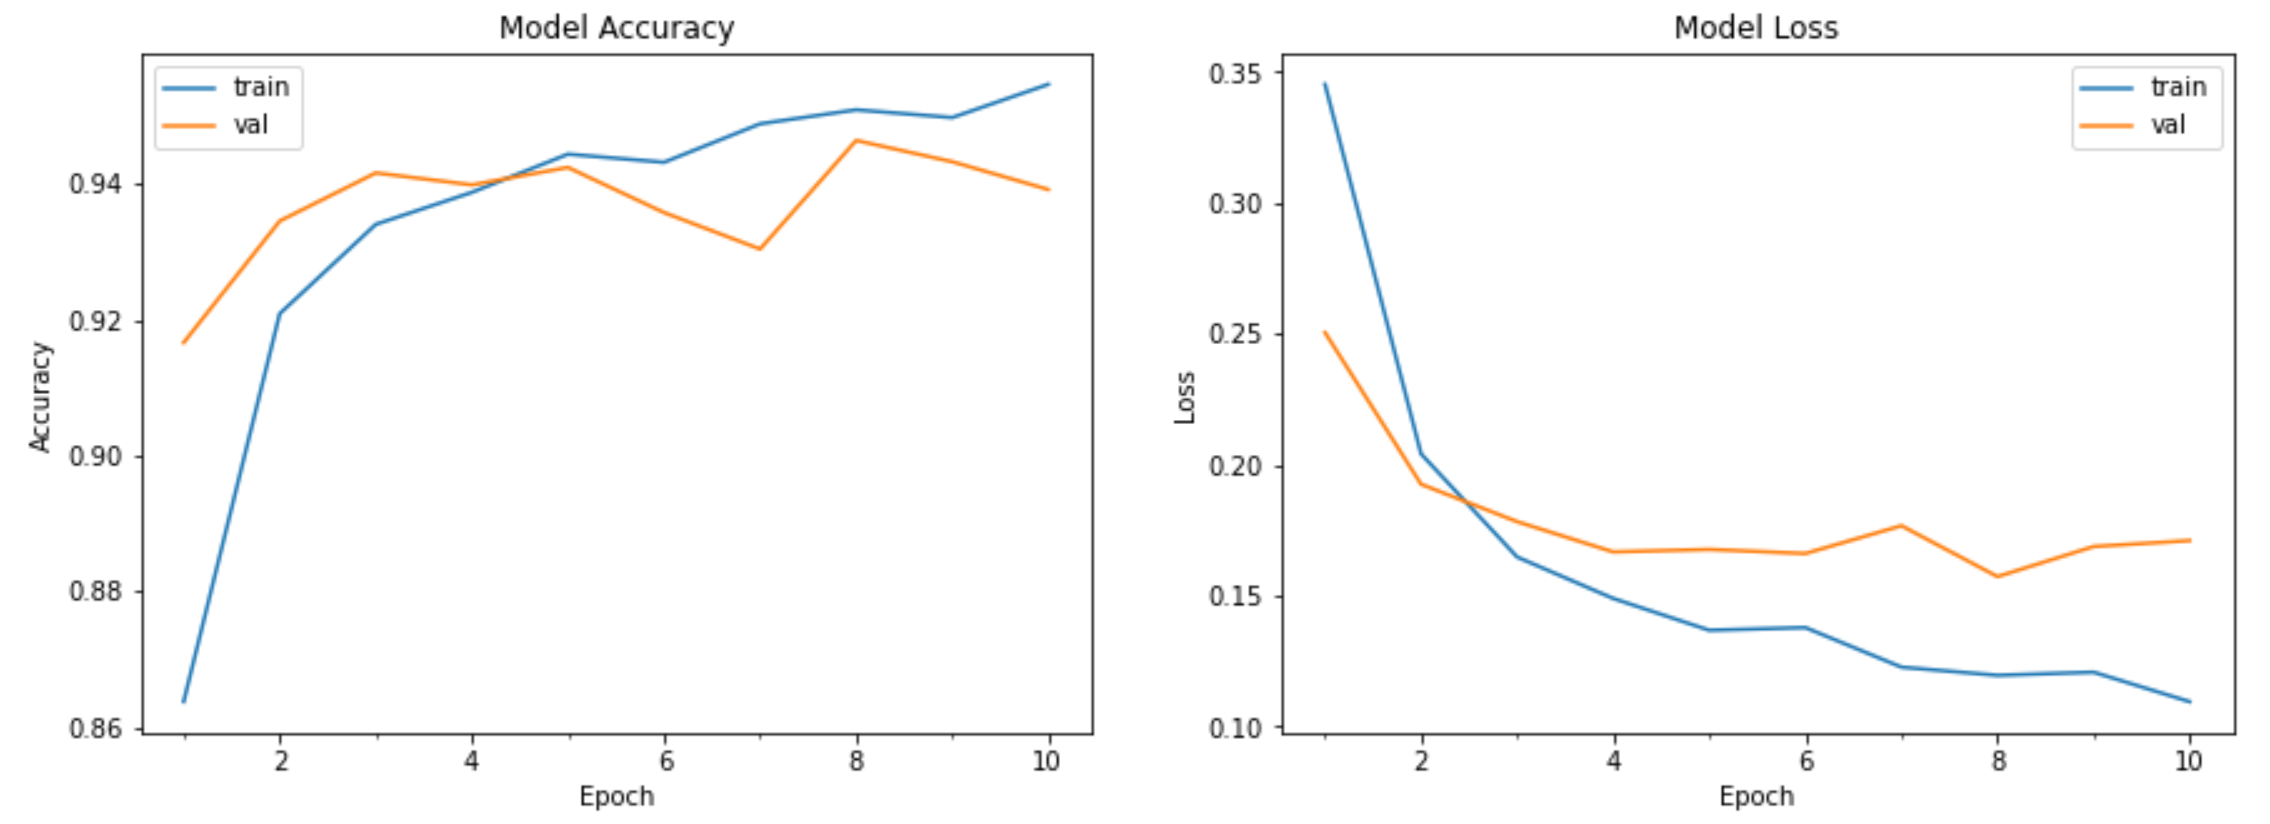 Model Accuracy
train
val
0.94
0.92
0.90
0.88
0.86
Accuracy
2 4 6 8 10
Epoch
Model Loss
train
val
0.35
0.30
0.25
0.20
0.15
0.10
Loss
2 4 6 8 10
Epoch